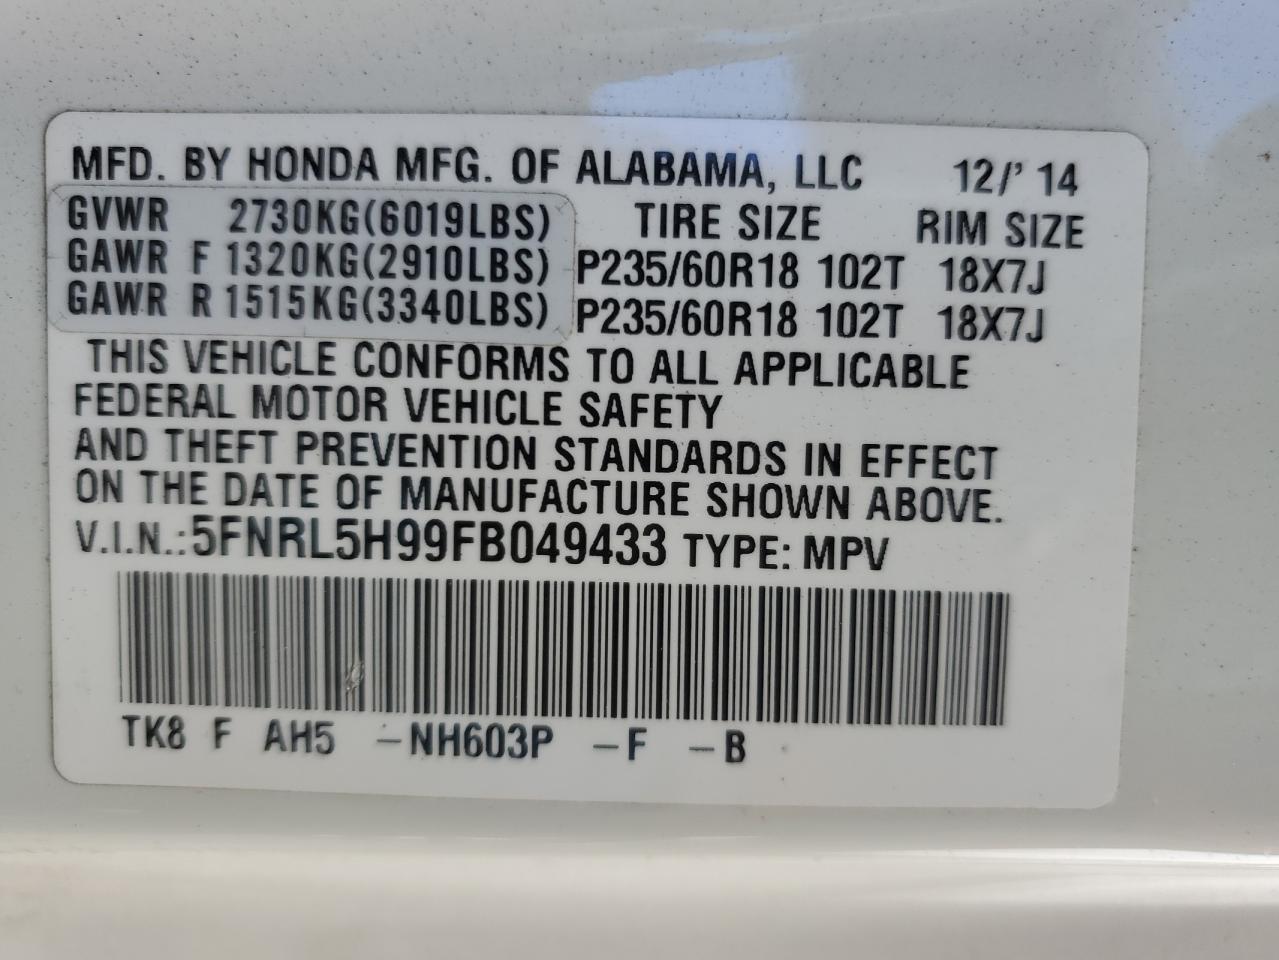 MFD. BY HONDA MFG. OF ALABAMA, LLC 12/' 14
GVWR 2730KG(6019LBS) TIRE SIZE RIM SIZE
GAWR F 1320KG(2910LBS) P235/60R18 102T 18X7J
GAWR R 1515KG(3340LBS) P235/60R18 102T 18X7J
THIS VEHICLE CONFORMS TO ALL APPLICABLE
FEDERAL MOTOR VEHICLE SAFETY
AND THEFT PREVENTION STANDARDS IN EFFECT
ON THE DATE OF MANUFACTURE SHOWN ABOVE.
V.I.N.:5FNRL5H99FB049433 TYPE: MPV
TK8 F AH5 -NH603P -F -B